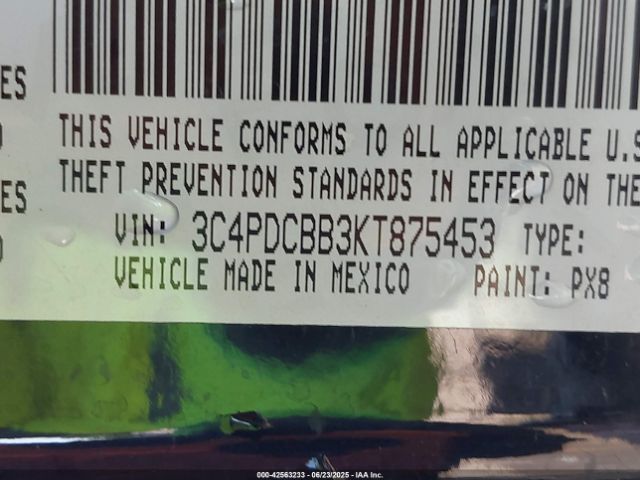 ES
THIS VEHICLE CONFORMS TO ALL APPLICABLE U.S
THEFT PREVENTION STANDARDS IN EFFECT ON THE
ES
VIN: 3C4PDCBB3KT875453 TYPE:
VEHICLE MADE IN MEXICO PAINT: PX8
000-42563233 - 06/23/2025 - IAA Inc.